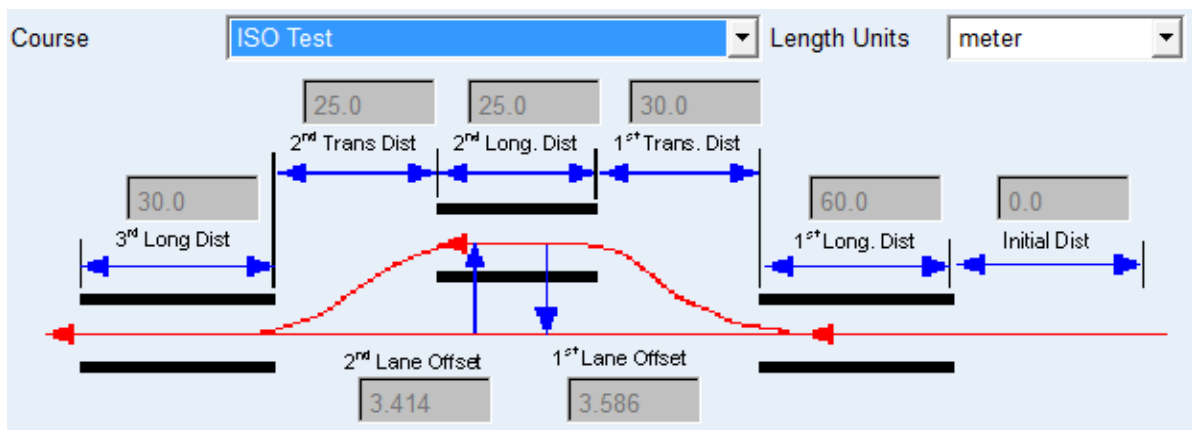 Course ISO Test Length Units meter
25.0 25.0 30.0
2nd Trans Dist 2nd Long. Dist 1st Trans. Dist
30.0 60.0 0.0
3rd Long Dist 1st Long. Dist Initial Dist
2nd Lane Offset 1st Lane Offset
3.414 3.586